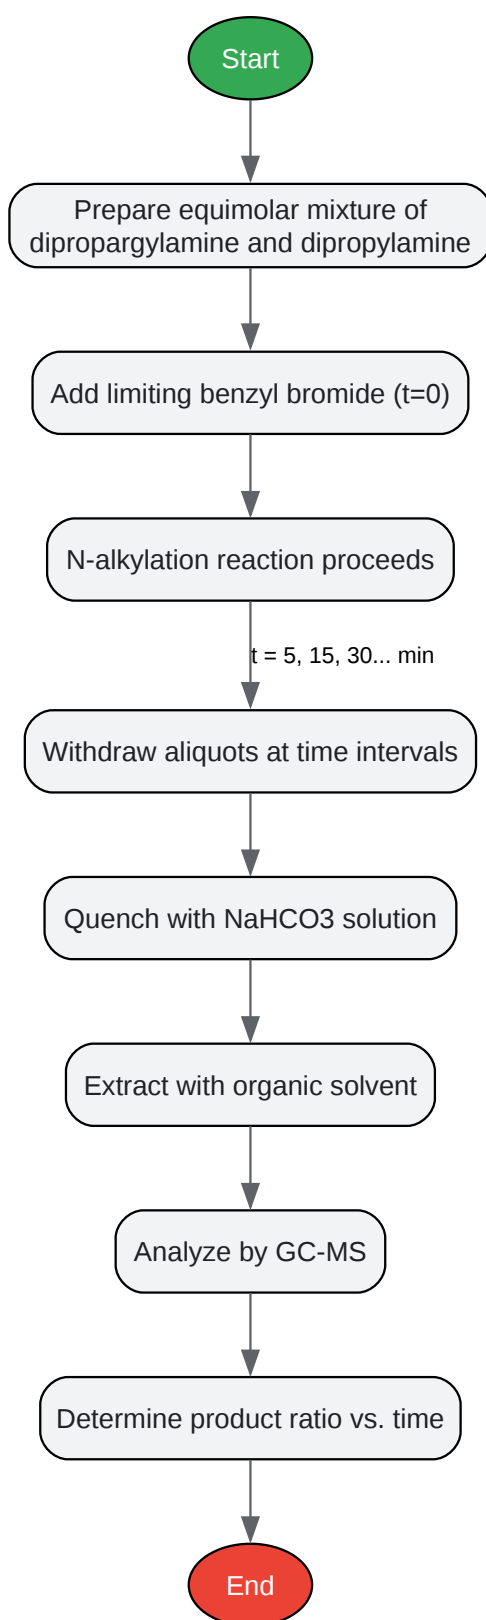 Start
Prepare equimolar mixture of
dipropargylamine and dipropylamine
Add limiting benzyl bromide (t=0)
N-alkylation reaction proceeds
t = 5, 15, 30... min
Withdraw aliquots at time intervals
Quench with NaHCO3 solution
Extract with organic solvent
Analyze by GC-MS
Determine product ratio vs. time
End